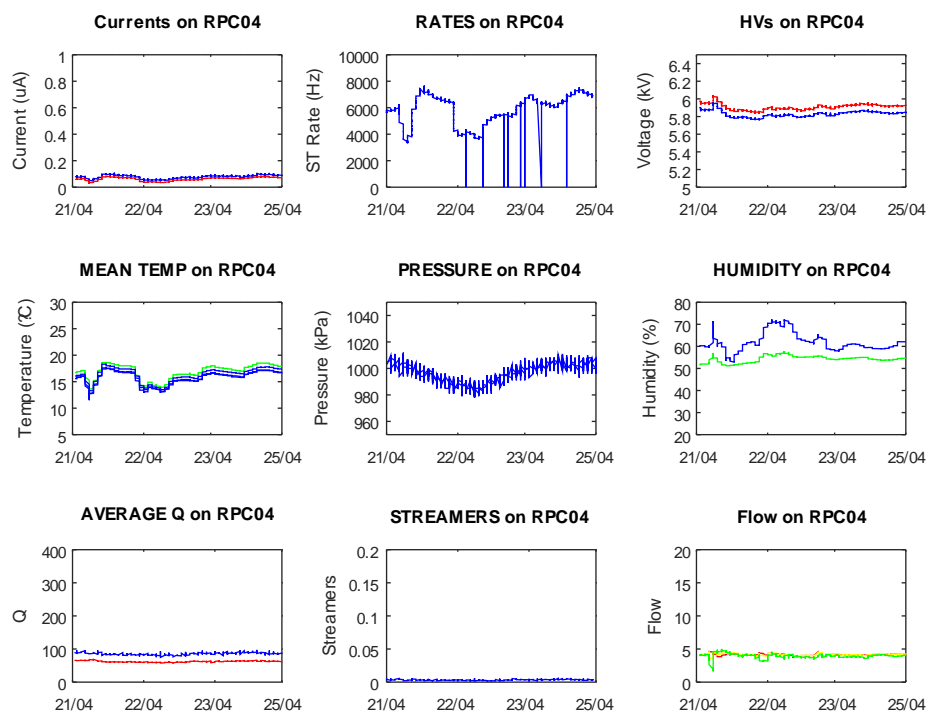 Currents on RPC04
RATES on RPC04
HVs on RPC04
Current (uA)
1
0.8
0.6
0.4
0.2
0
21/04 22/04 23/04 25/04
ST Rate (Hz)
10000
8000
6000
4000
2000
0
21/04 22/04 23/04 25/04
Voltage (kV)
6.4
6.2
6
5.8
5.6
5.4
5.2
5
21/04 22/04 23/04 25/04
MEAN TEMP on RPC04
PRESSURE on RPC04
HUMIDITY on RPC04
Temperature (?C)
30
25
20
15
10
5
21/04 22/04 23/04 25/04
Pressure (kPa)
1040
1020
1000
980
960
21/04 22/04 23/04 25/04
Humidity (%)
80
70
60
50
40
30
20
21/04 22/04 23/04 25/04
AVERAGE Q on RPC04
STREAMERS on RPC04
Flow on RPC04
Q
400
300
200
100
0
21/04 22/04 23/04 25/04
Streamers
0.2
0.15
0.1
0.05
0
21/04 22/04 23/04 25/04
Flow
20
15
10
5
0
21/04 22/04 23/04 25/04